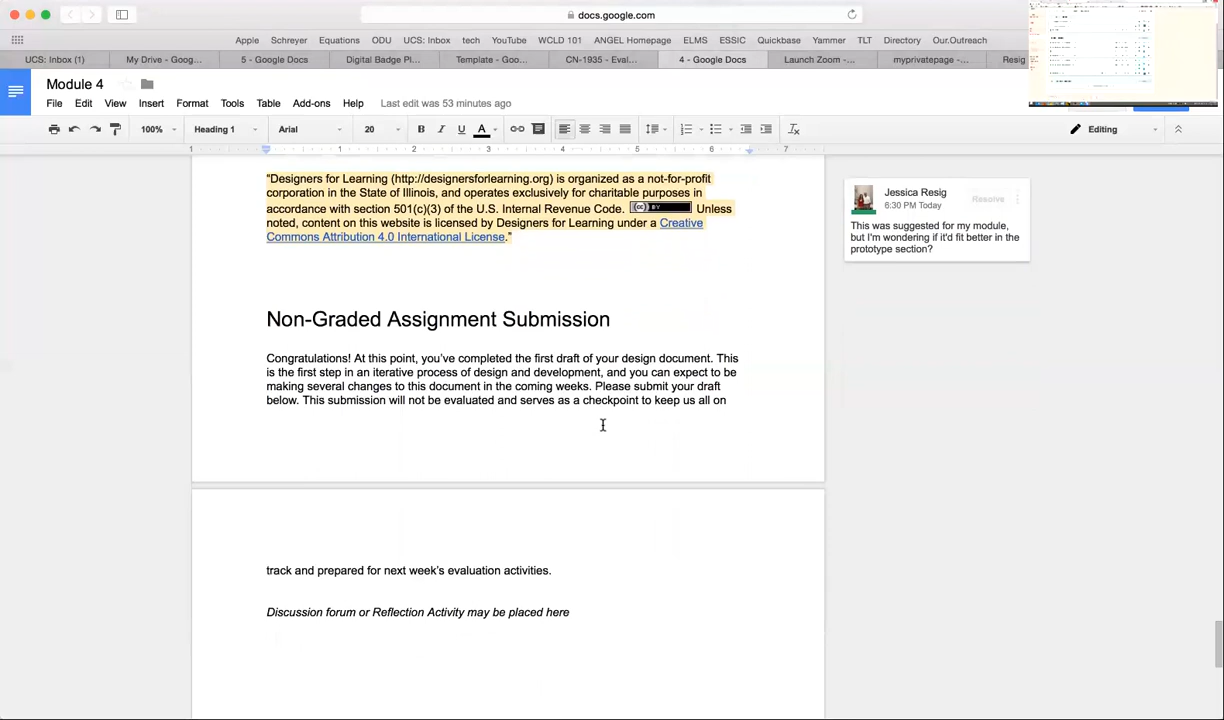 docs.google.com
Apple Schreyer Educational ODU UCS: Inbox tech YouTube WCLD 101 ANGEL Homepage ELMS ESSIC Quickbase Yammer TLT Directory Our.Outreach
UCS: Inbox (1) My Drive - Goog... 5 - Google Docs Badge Pl... Template - Goo... CN-1935 - Eval... 4 - Google Docs Launch Zoom -... myprivatepage -... Resig
Module 4
File Edit View Insert Format Tools Table Add-ons Help Last edit was 53 minutes ago
100% Heading 1 Arial 20 B I U A Editing
1 1 2 3 4 5 6 7
"Designers for Learning (http://designersforlearning.org) is organized as a not-for-profit
corporation in the State of Illinois, and operates exclusively for charitable purposes in
accordance with section 501(c)(3) of the U.S. Internal Revenue Code. cc BY Unless
noted, content on this website is licensed by Designers for Learning under a Creative
Commons Attribution 4.0 International License."
Jessica Resig
6:30 PM Today
Resolve
This was suggested for my module,
but I'm wondering if it'd fit better in the
prototype section?
Non-Graded Assignment Submission
Congratulations! At this point, you've completed the first draft of your design document. This
is the first step in an iterative process of design and development, and you can expect to be
making several changes to this document in the coming weeks. Please submit your draft
below. This submission will not be evaluated and serves as a checkpoint to keep us all on
track and prepared for next week's evaluation activities.
Discussion forum or Reflection Activity may be placed here